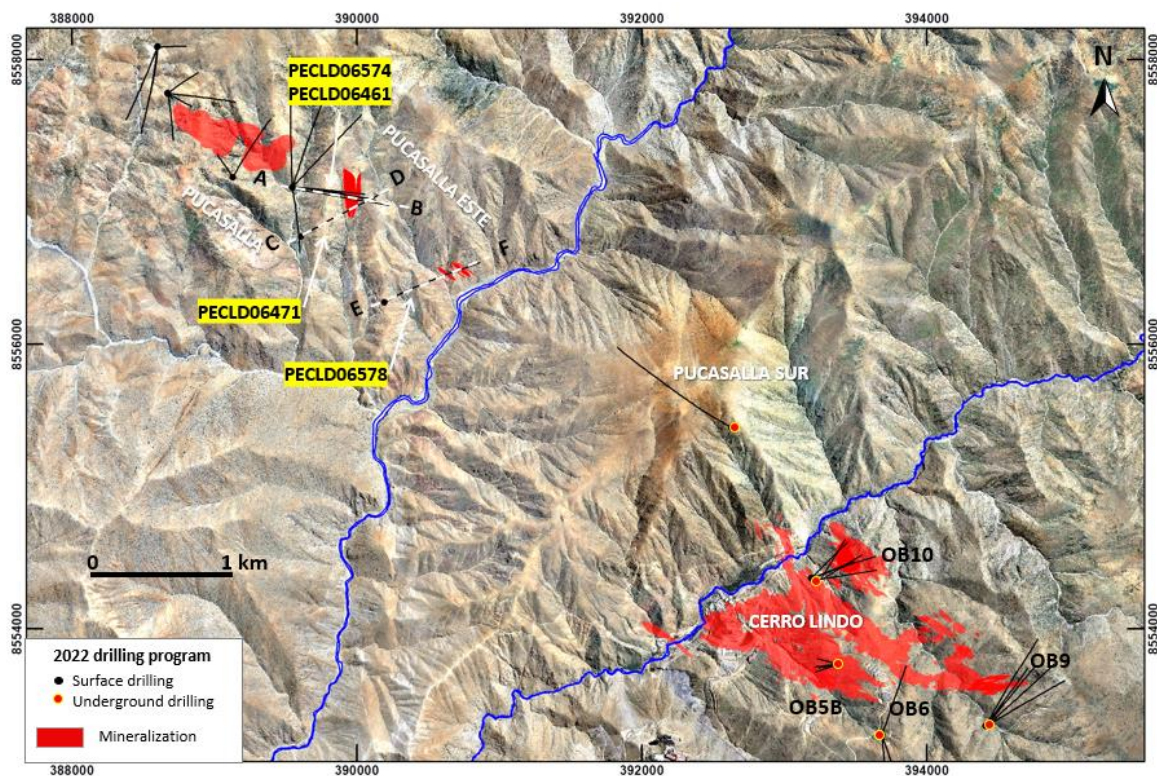 388000
390000
392000
394000
8558000
8558000
N
PECLD06574
PECLD06461
PUCASALLA ESTE
D
A
B
PUCASALLA
C
F
PECLD06471
E
8556000
8556000
PECLD06578
PUCASALLA SUR
0
1 km
OB10
8554000
8554000
CERRO LINDO
2022 drilling program
Surface drilling
Underground drilling
Mineralization
OB9
OB5B
OB6
388000
390000
392000
394000